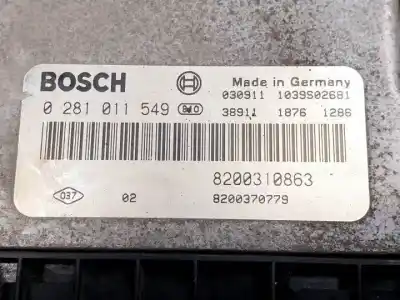 BOSCH Made in Germany
030911 1039S02681
0 281 011 549 38911 1876 1286
8200310863
037 02 8200370779